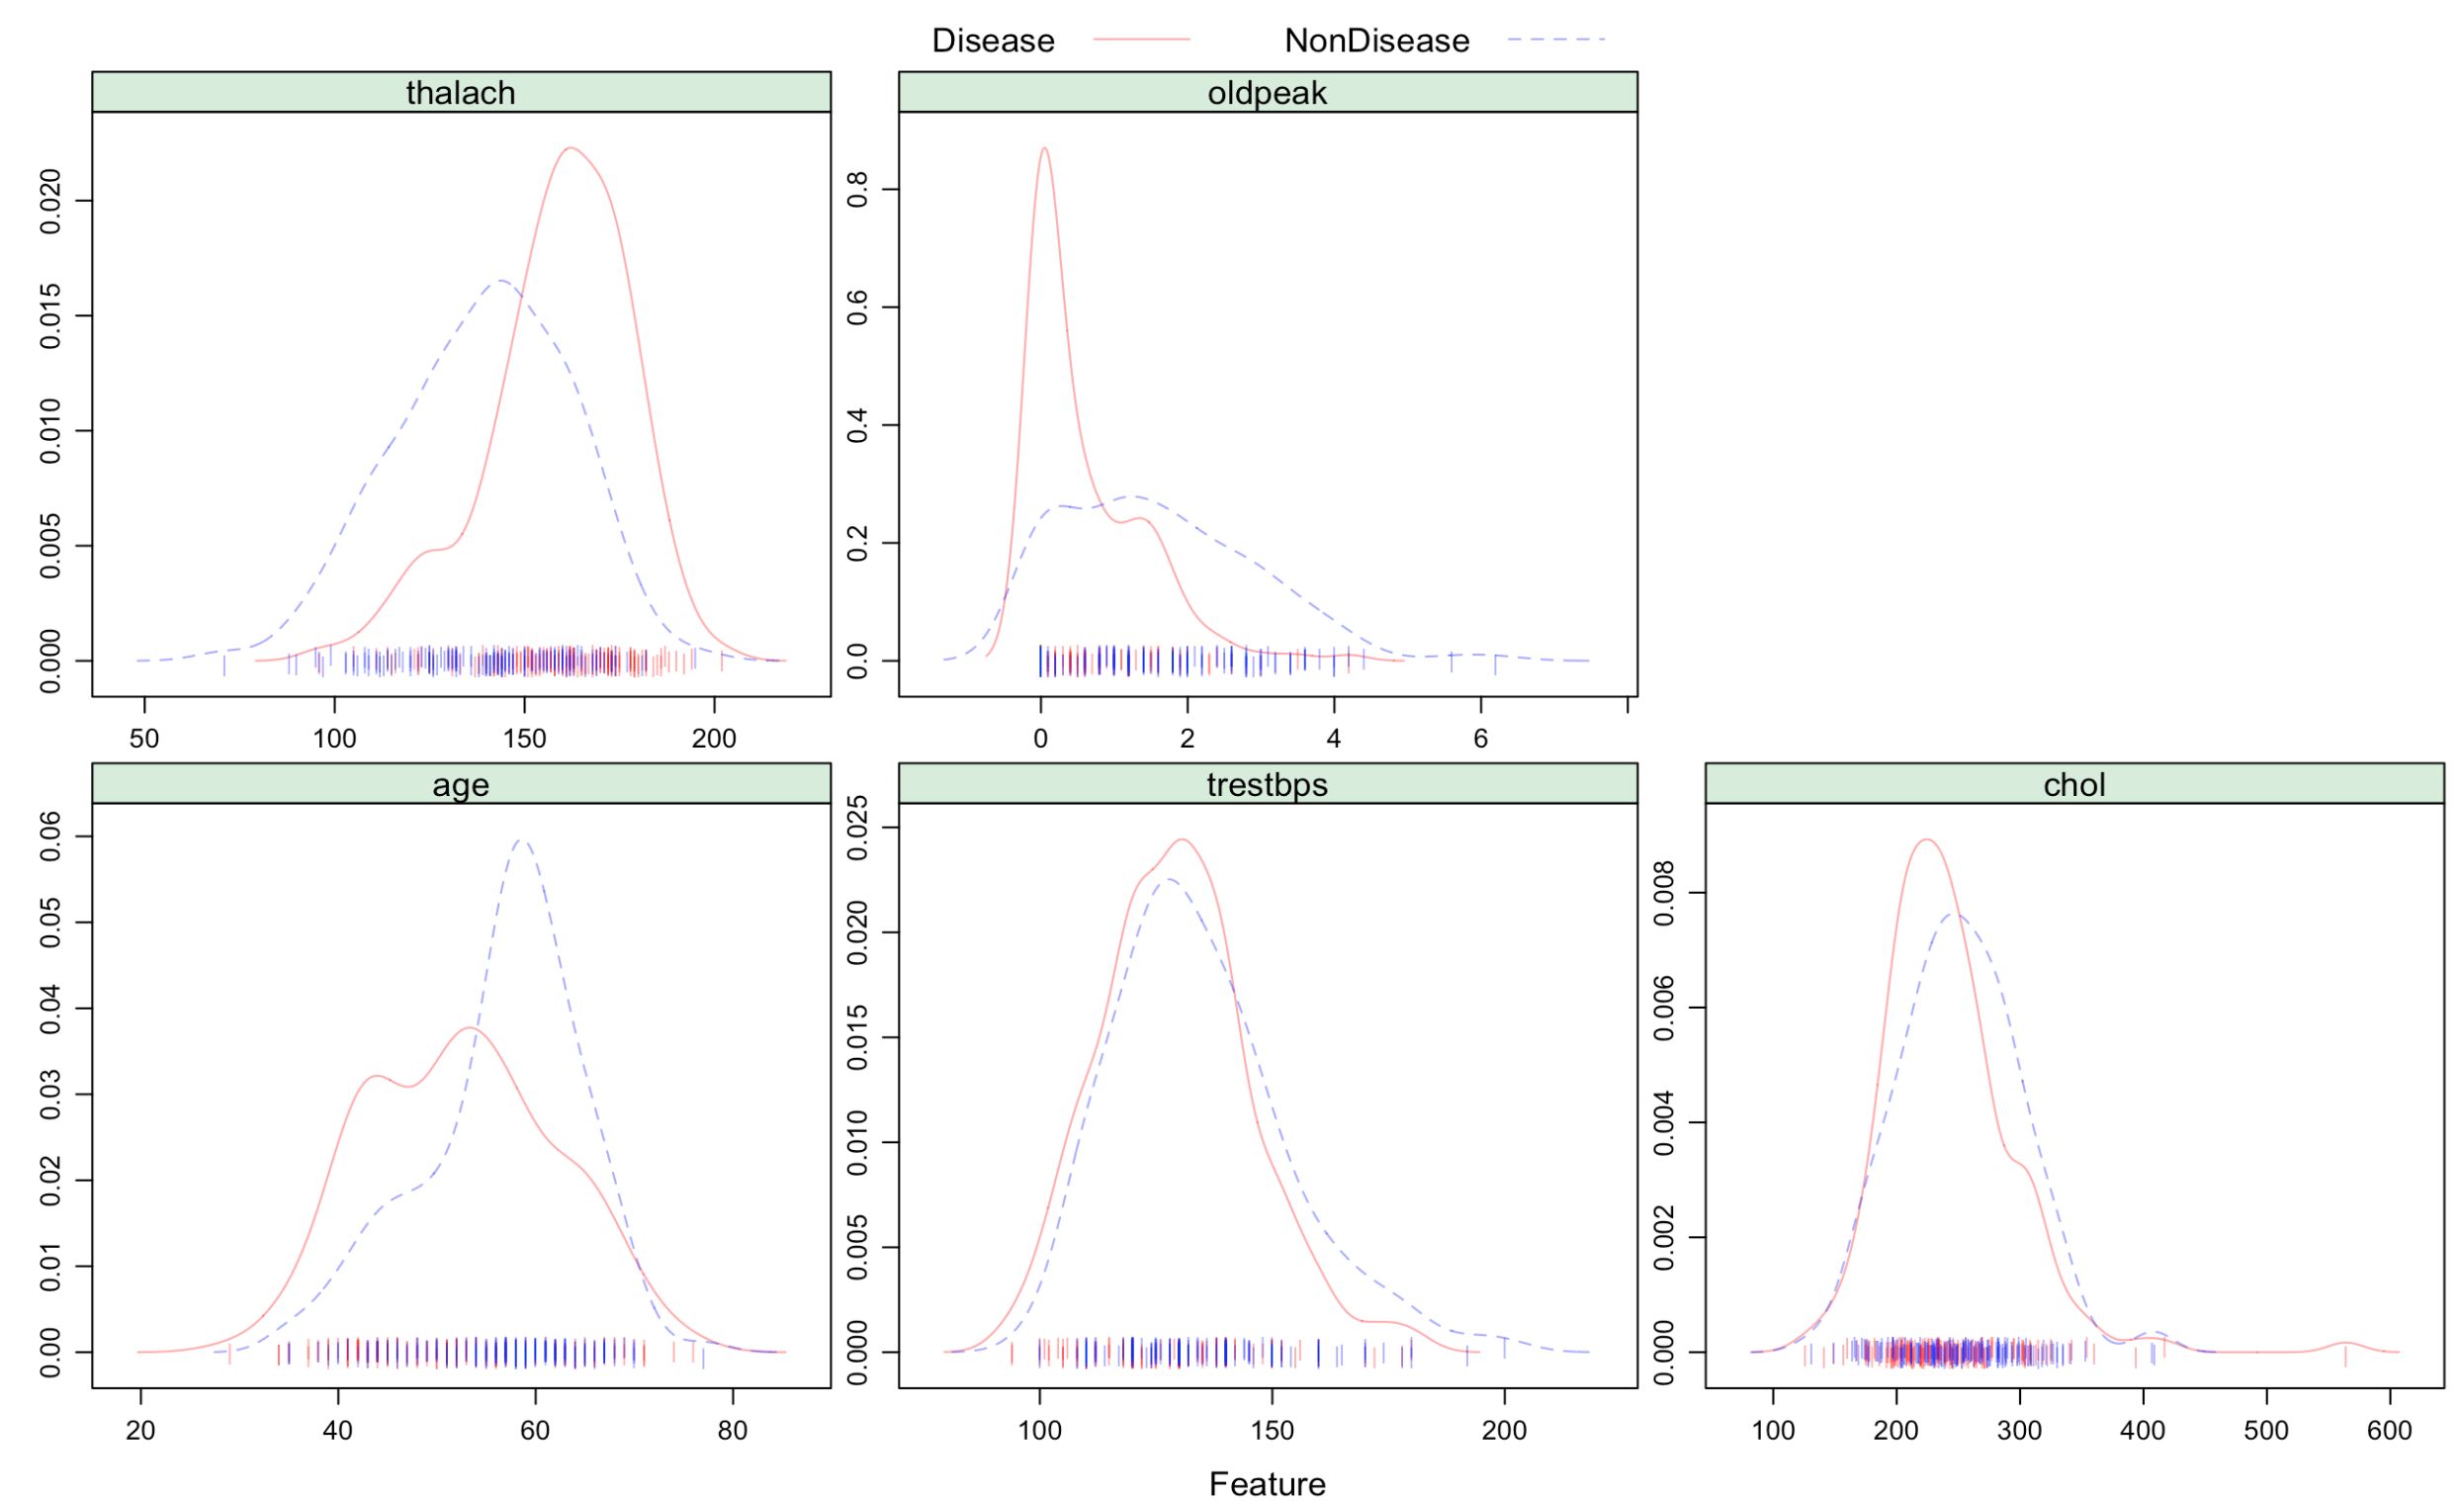 Disease NonDisease
thalach
oldpeak
0.000 0.005 0.010 0.015 0.020
0.0 0.2 0.4 0.6 0.8
50 100 150 200
0 2 4 6
age
trestbps
chol
0.00 0.01 0.02 0.03 0.04 0.05 0.06
0.000 0.005 0.010 0.015 0.020 0.025
0.000 0.002 0.004 0.006 0.008
20 40 60 80
100 150 200
100 200 300 400 500 600
Feature